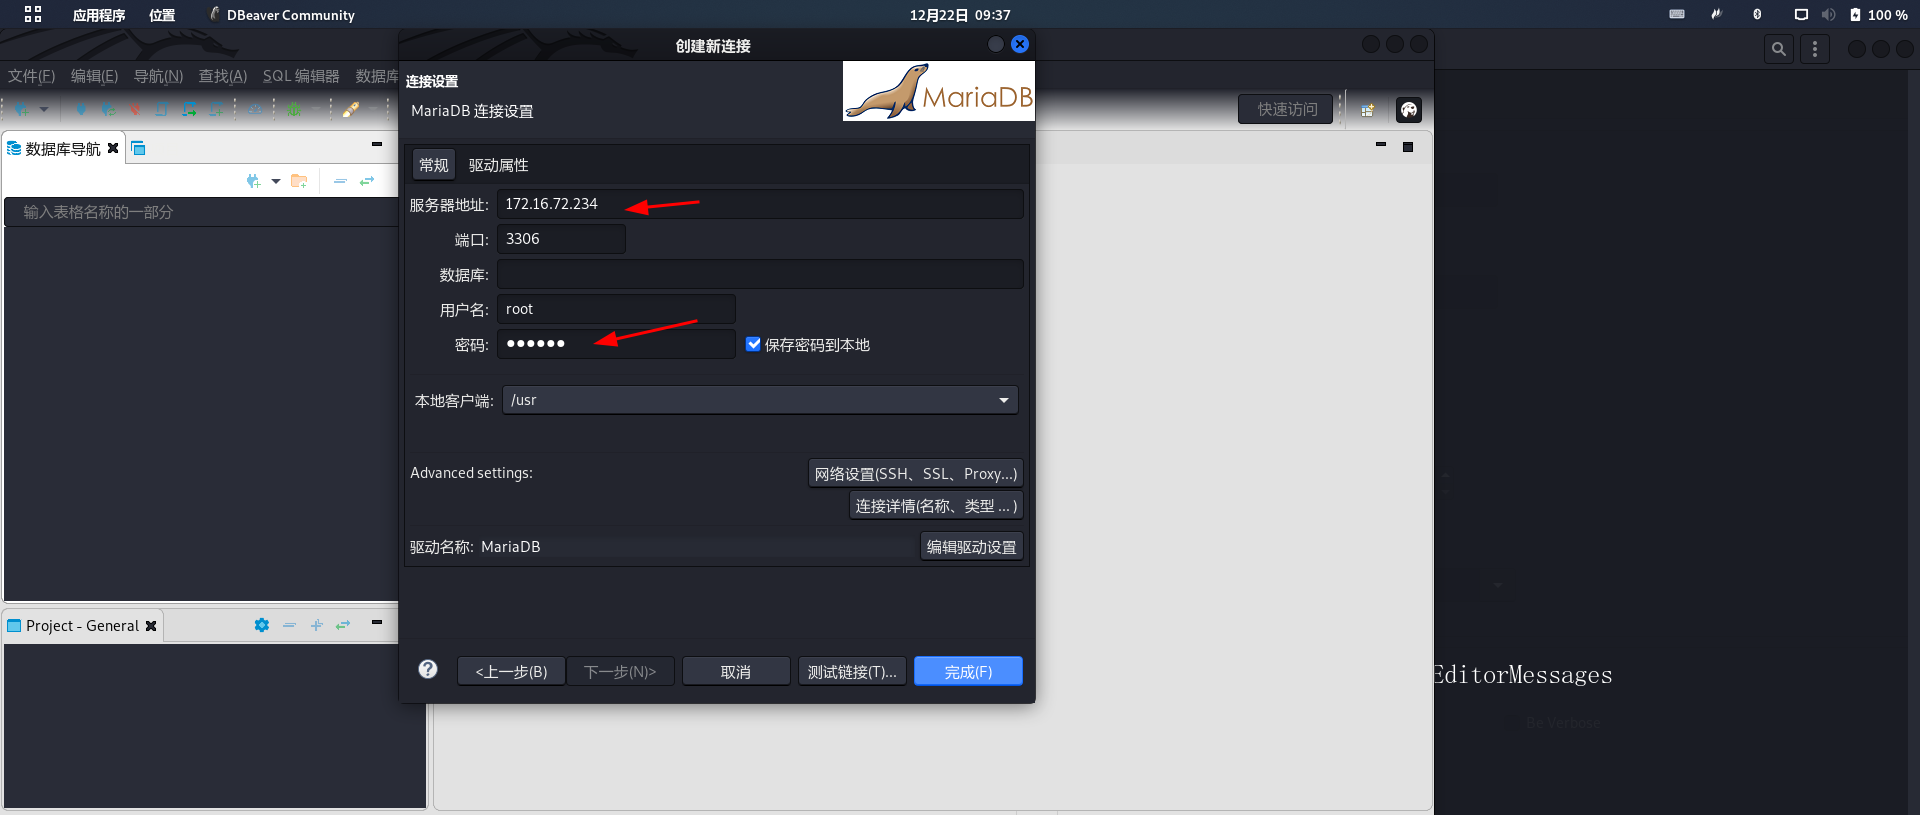 应用程序 位置 DBeaver Community 12月22日 09:37 100 %
创建新连接
文件(F) 编辑(E) 导航(N) 查找(A) SQL 编辑器 数据库
连接设置
MariaDB 连接设置
MariaDB
快速访问
数据库导航
输入表格名称的一部分
常规 驱动属性
服务器地址: 172.16.72.234
端口: 3306
数据库:
用户名: root
密码: ●●●●●● 保存密码到本地
本地客户端: /usr
Advanced settings: 网络设置(SSH、SSL、Proxy...)
连接详情(名称、类型 ... )
驱动名称: MariaDB 编辑驱动设置
Project - General
<上一步(B) 下一步(N)> 取消 测试链接(T)... 完成(F)
EditorMessages
Be Verbose